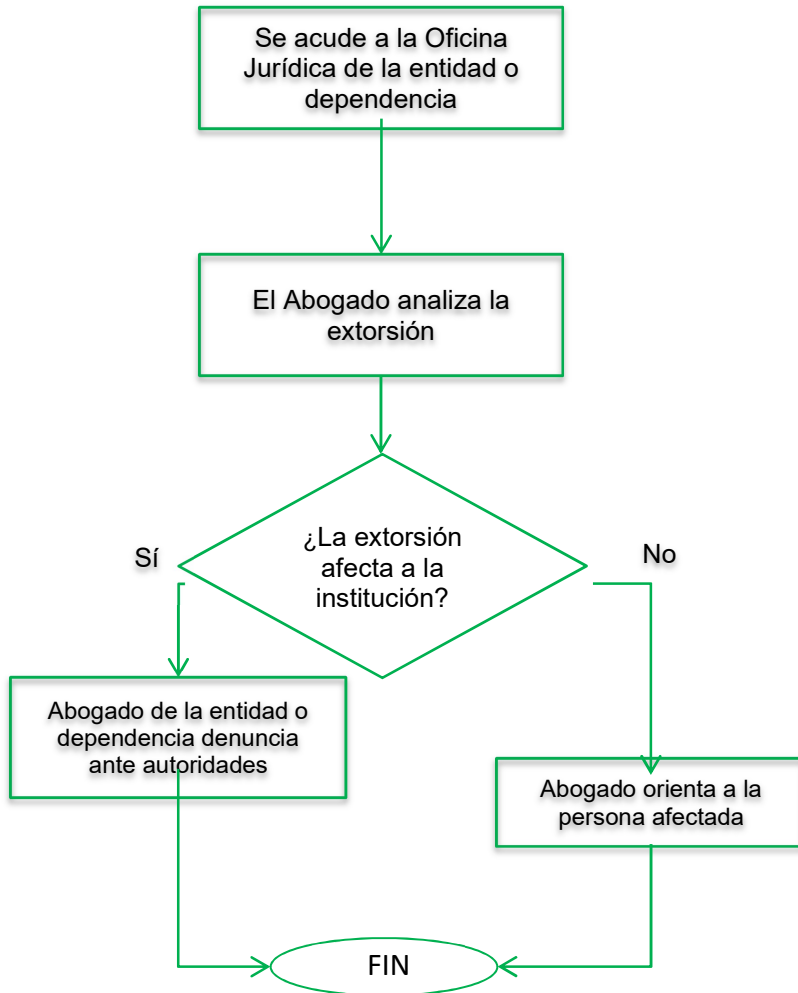 Se acude a la Oficina
Jurídica de la entidad o
dependencia
El Abogado analiza la
extorsión
¿La extorsión
afecta a la
institución?
Sí
No
Abogado de la entidad o
dependencia denuncia
ante autoridades
Abogado orienta a la
persona afectada
FIN